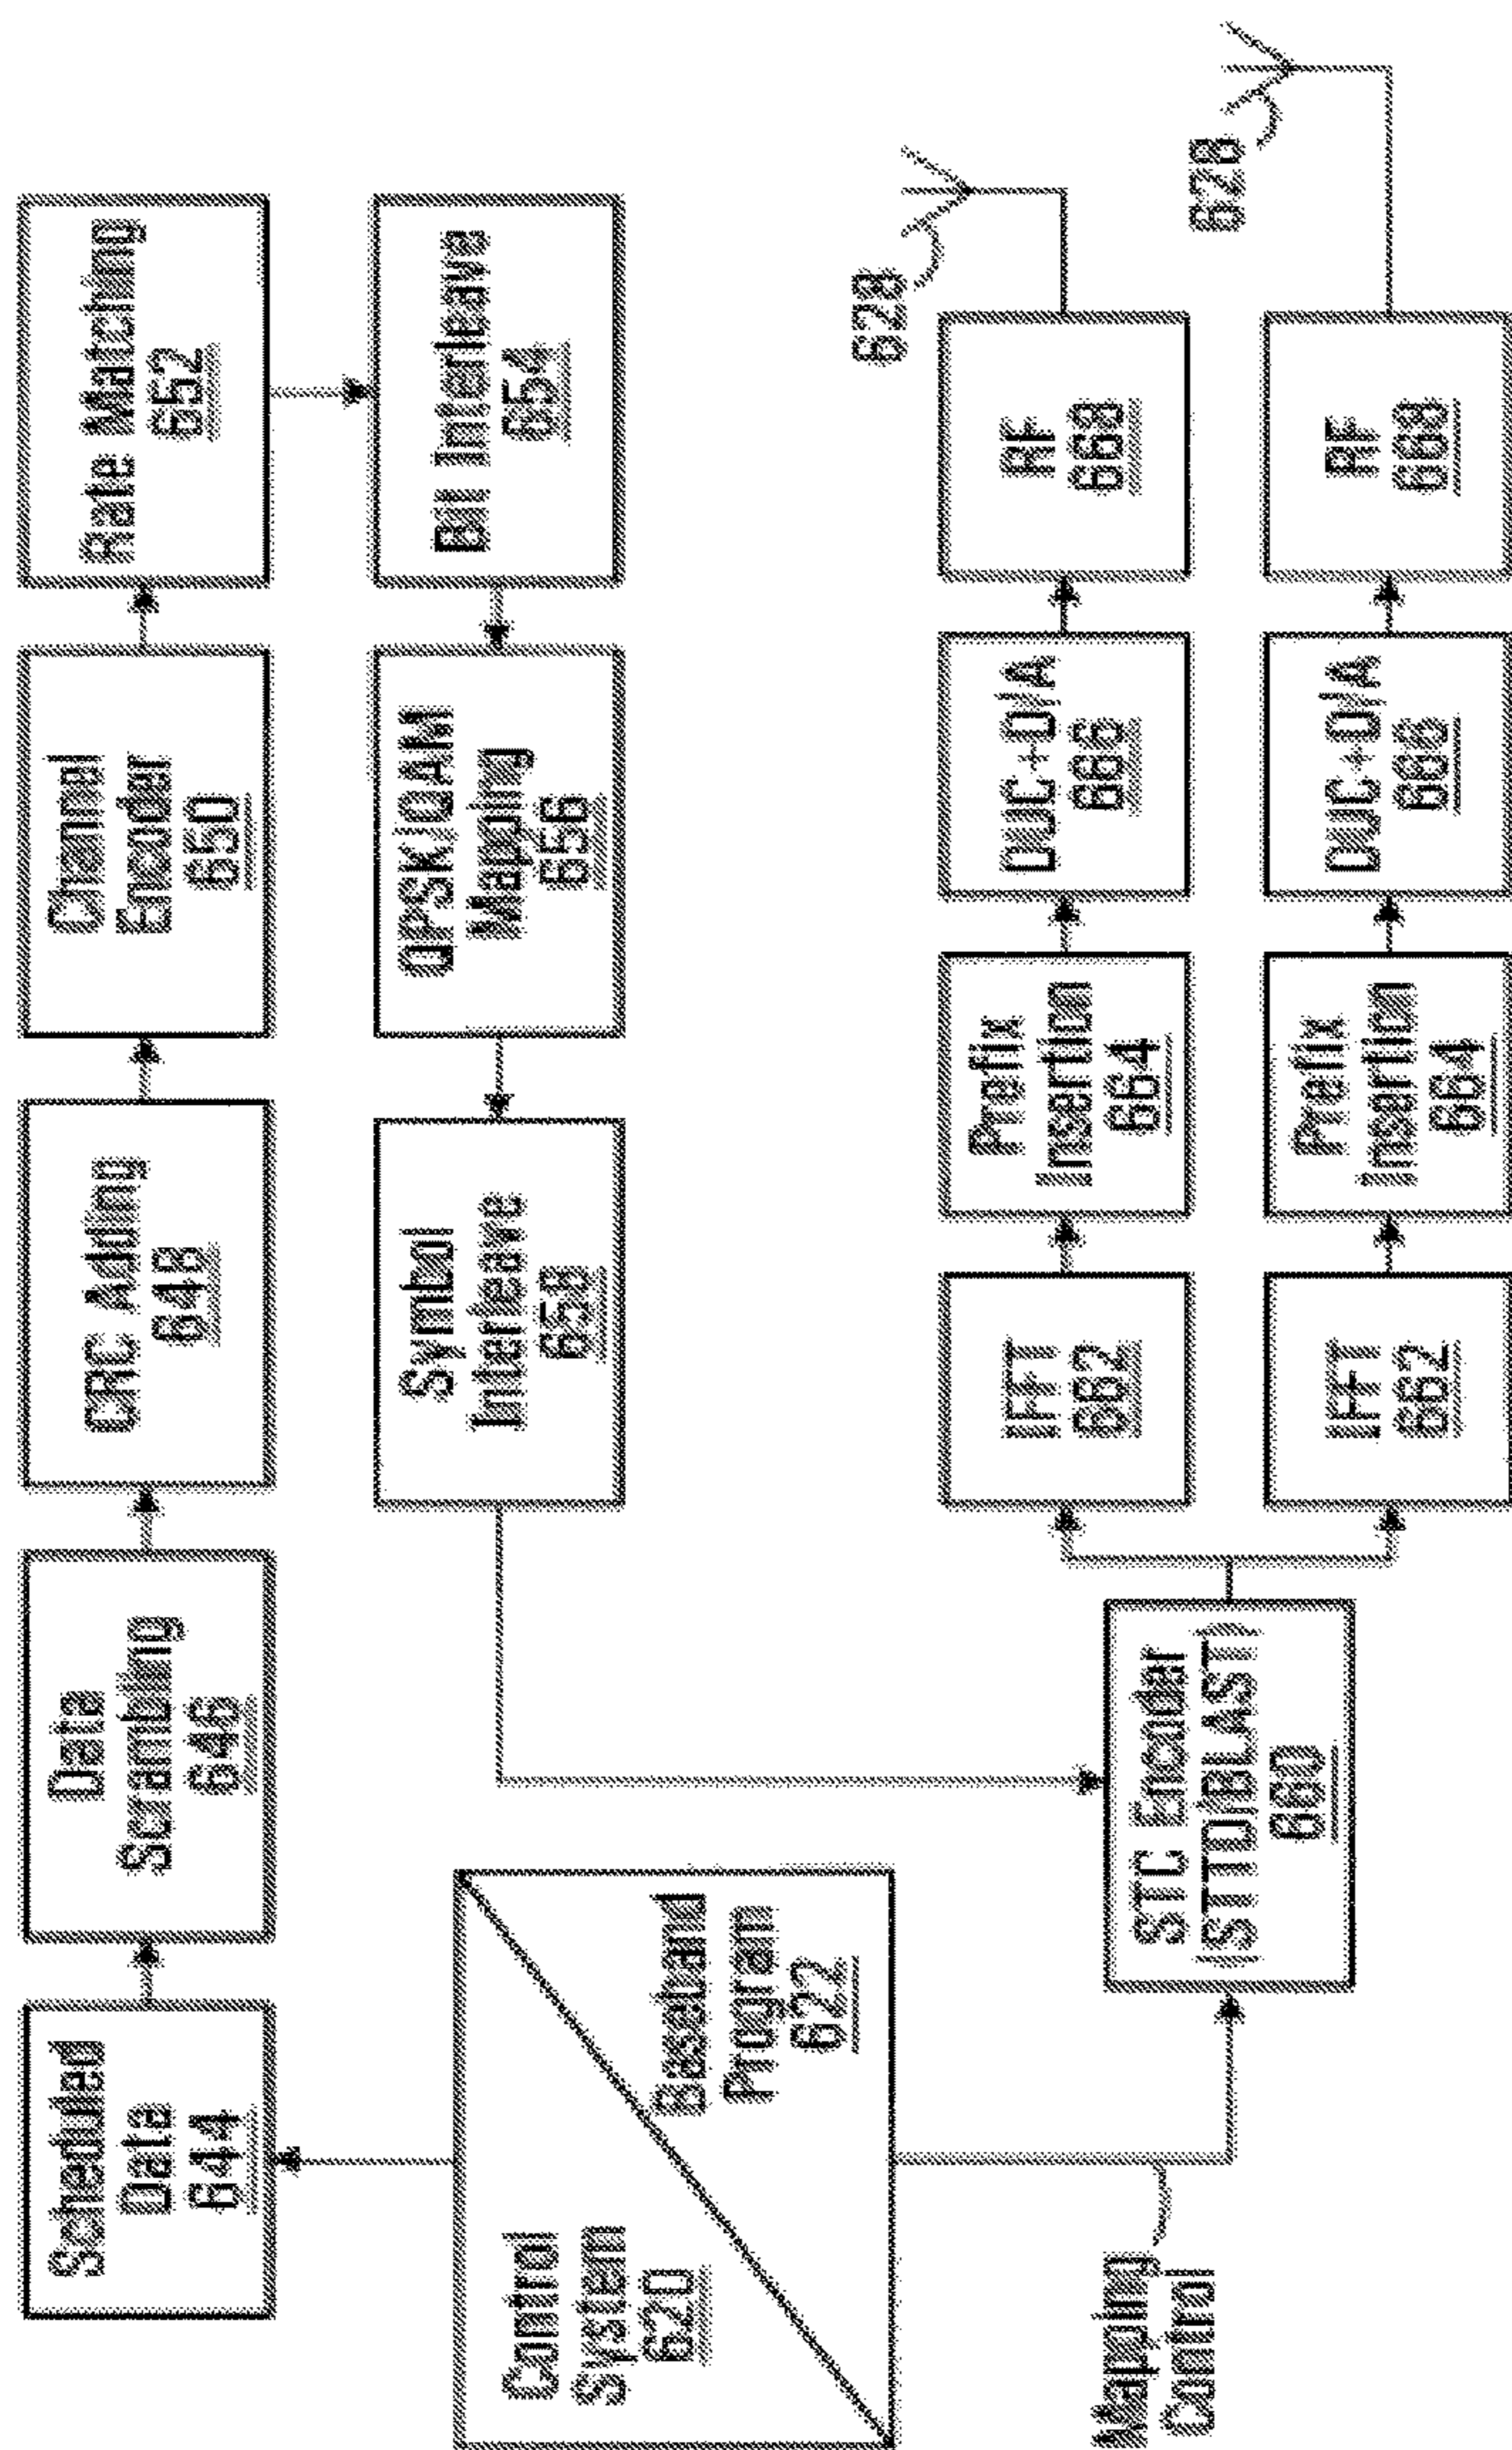 Scheduled
Data
644
Data
Scrambling
646
CRC Adding
648
Channel
Encoder
650
Rate Matching
652
Control
System
620
Baseband
Program
622
Symbol
Interleave
658
QPSK/QAM
Mapping
656
Bit Interleave
654
Mapping
Control
STC Encoder
(STTD/BLAST)
660
IFFT
662
Prefix
Insertion
664
DUC+D/A
666
RF
668
628
IFFT
662
Prefix
Insertion
664
DUC+D/A
666
RF
668
628